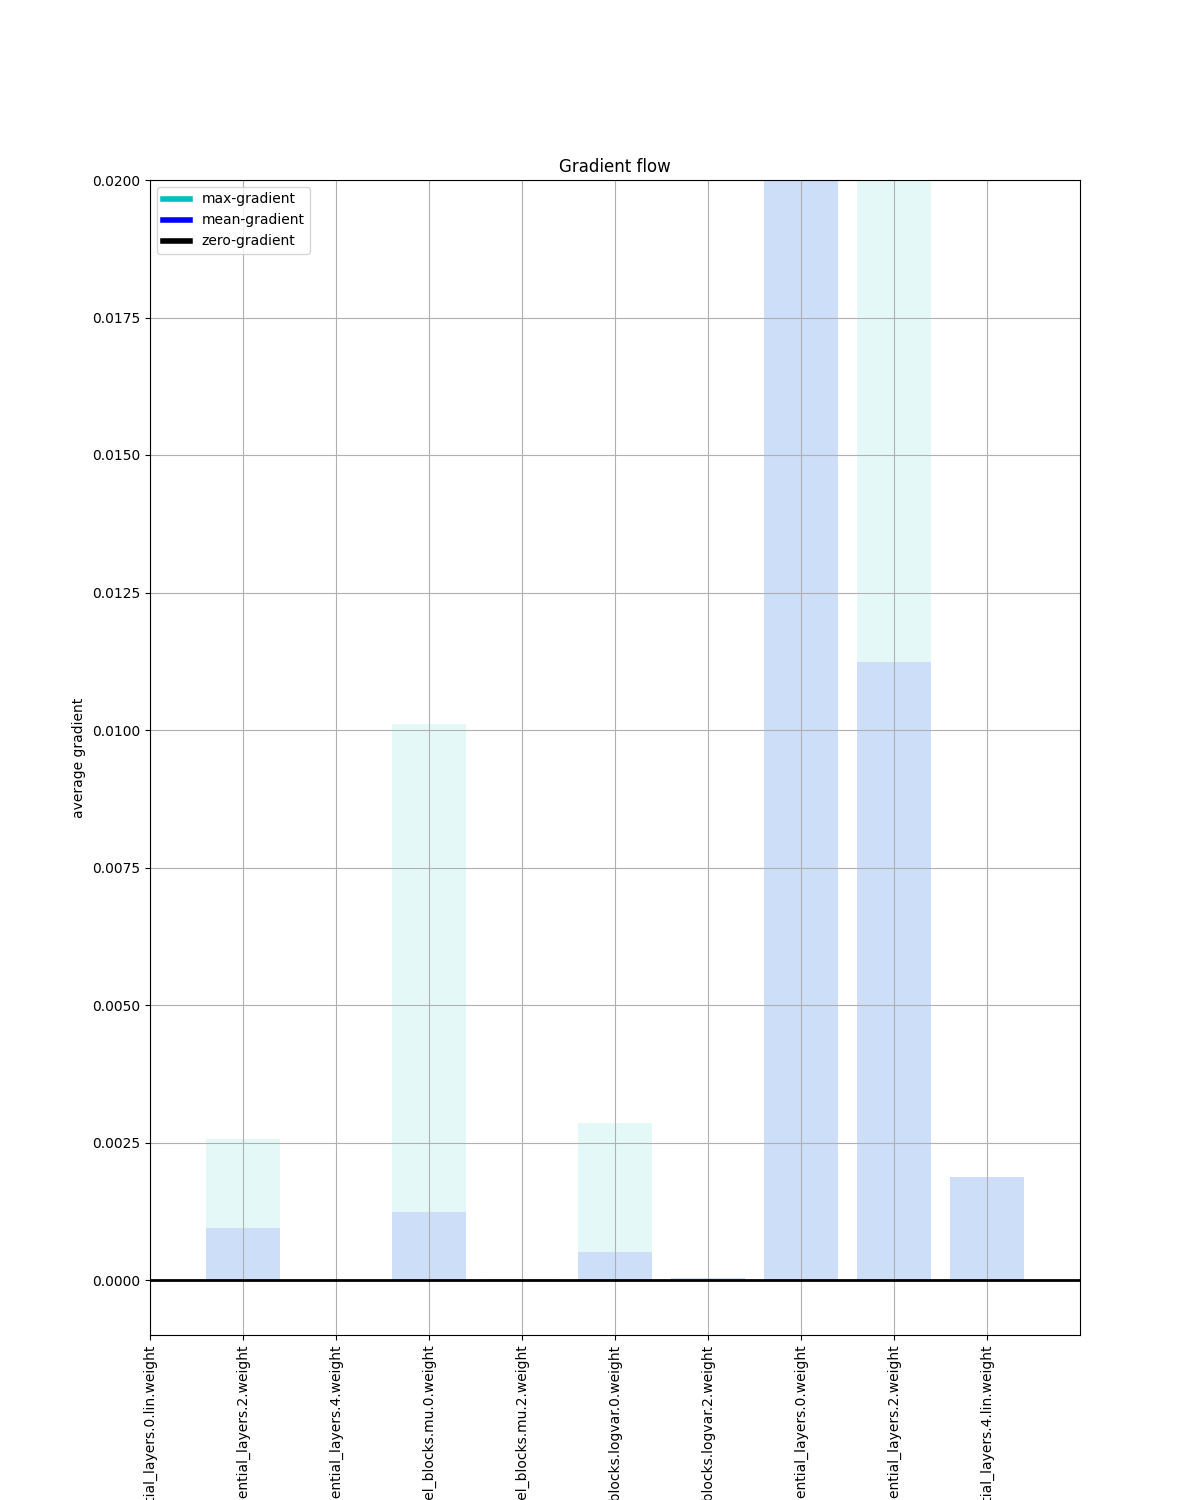 Gradient flow
max-gradient
mean-gradient
zero-gradient
0.0200
0.0175
0.0150
0.0125
0.0100
0.0075
0.0050
0.0025
0.0000
average gradient
tial_layers.0.lin.weight
ential_layers.2.weight
ential_layers.4.weight
el_blocks.mu.0.weight
el_blocks.mu.2.weight
blocks.logvar.0.weight
blocks.logvar.2.weight
ential_layers.0.weight
ential_layers.2.weight
tial_layers.4.lin.weight